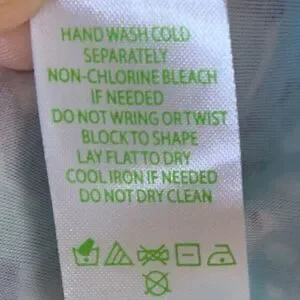 HAND WASH COLD
SEPARATELY
NON-CHLORINE BLEACH
IF NEEDED
DO NOT WRING OR TWIST
BLOCK TO SHAPE
LAY FLAT TO DRY
COOL IRON IF NEEDED
DO NOT DRY CLEAN